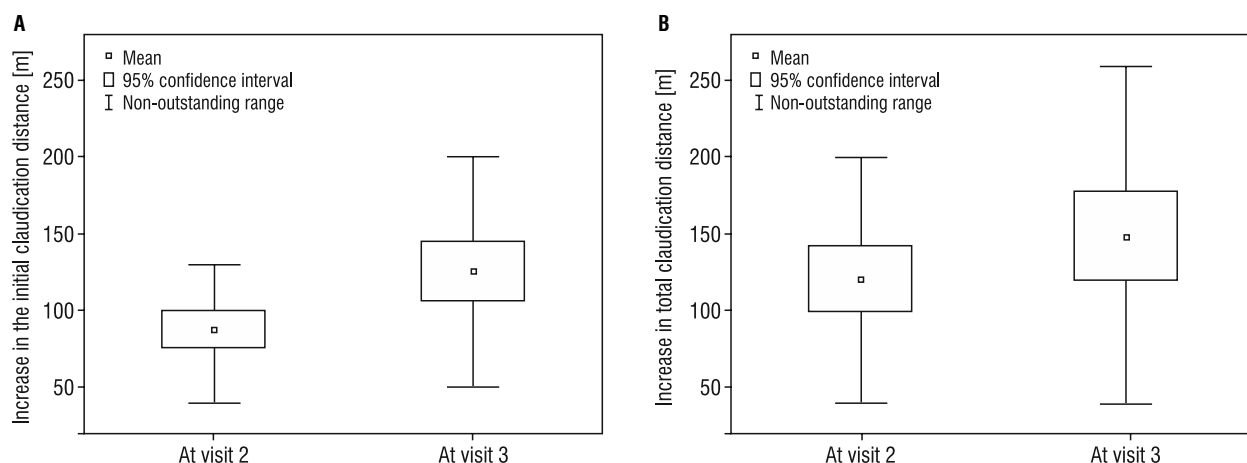 A
Increase in the initial claudication distance [m]
250
200
150
100
50
Mean
95% confidence interval
Non-outstanding range
At visit 2
At visit 3
B
Increase in total claudication distance [m]
250
200
150
100
50
Mean
95% confidence interval
Non-outstanding range
At visit 2
At visit 3